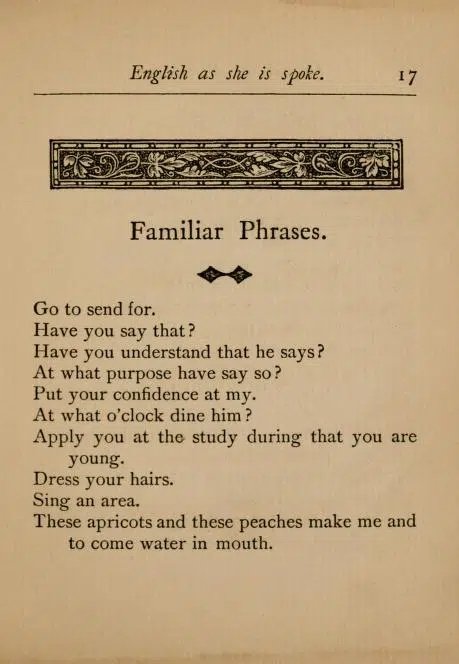 English as she is spoke. 17
Familiar Phrases.
Go to send for.
Have you say that?
Have you understand that he says?
At what purpose have say so?
Put your confidence at my.
At what o'clock dine him?
Apply you at the study during that you are
young.
Dress your hairs.
Sing an area.
These apricots and these peaches make me and
to come water in mouth.